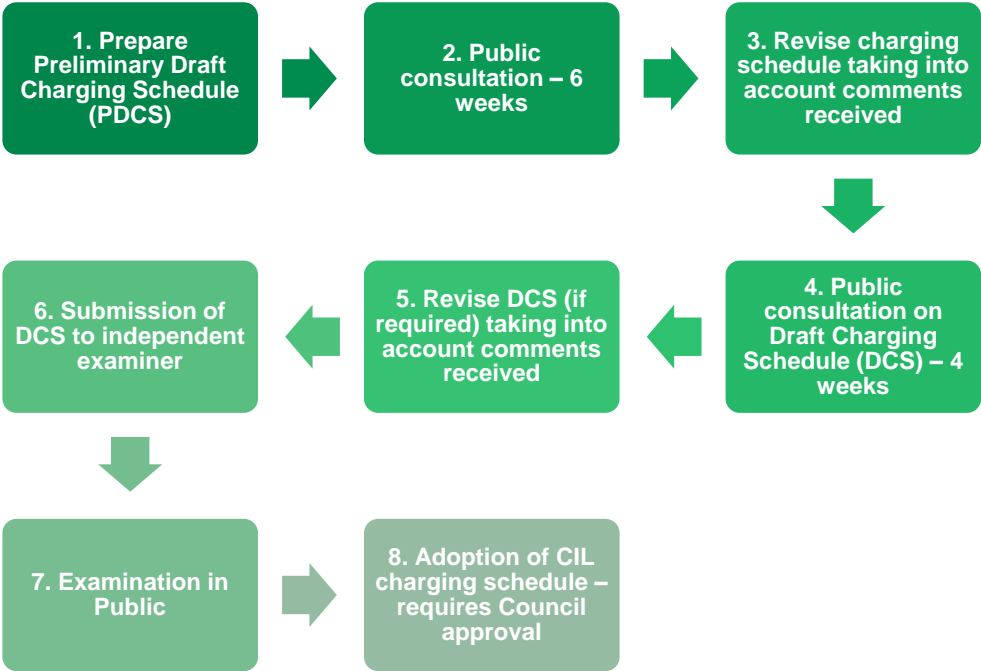 1. Prepare
Preliminary Draft
Charging Schedule
(PDCS)
2. Public
consultation – 6
weeks
3. Revise charging
schedule taking into
account comments
received
4. Public
consultation on
Draft Charging
Schedule (DCS) – 4
weeks
5. Revise DCS (if
required) taking into
account comments
received
6. Submission of
DCS to independent
examiner
7. Examination in
Public
8. Adoption of CIL
charging schedule –
requires Council
approval